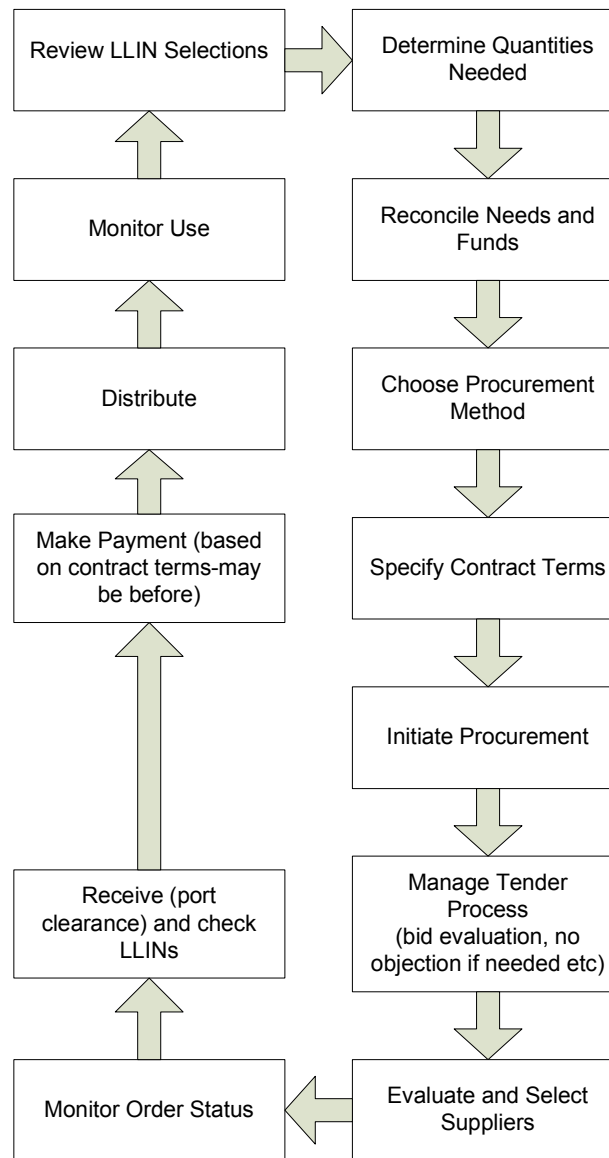 Review LLIN Selections
Determine Quantities
Needed
Reconcile Needs and
Funds
Choose Procurement
Method
Specify Contract Terms
Initiate Procurement
Manage Tender
Process
(bid evaluation, no
objection if needed etc)
Evaluate and Select
Suppliers
Monitor Order Status
Receive (port
clearance) and check
LLINs
Make Payment (based
on contract terms-may
be before)
Distribute
Monitor Use